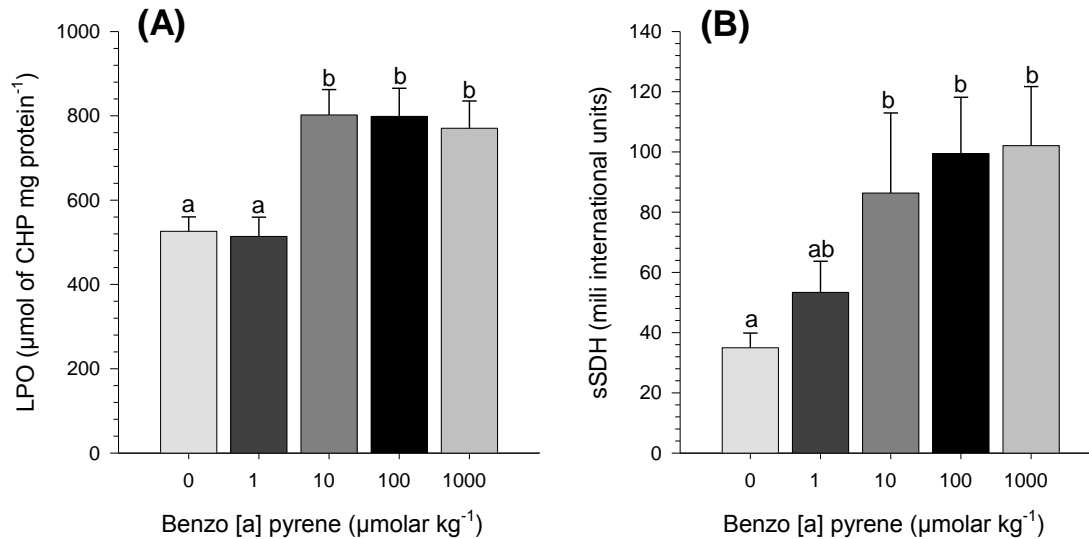 (A)
1000
800
600
400
200
0
LPO (µmol of CHP mg protein⁻¹)
a
a
b
b
b
0 1 10 100 1000
Benzo [a] pyrene (µmolar kg⁻¹)
(B)
140
120
100
80
60
40
20
0
sSDH (mili international units)
a
ab
b
b
b
0 1 10 100 1000
Benzo [a] pyrene (µmolar kg⁻¹)